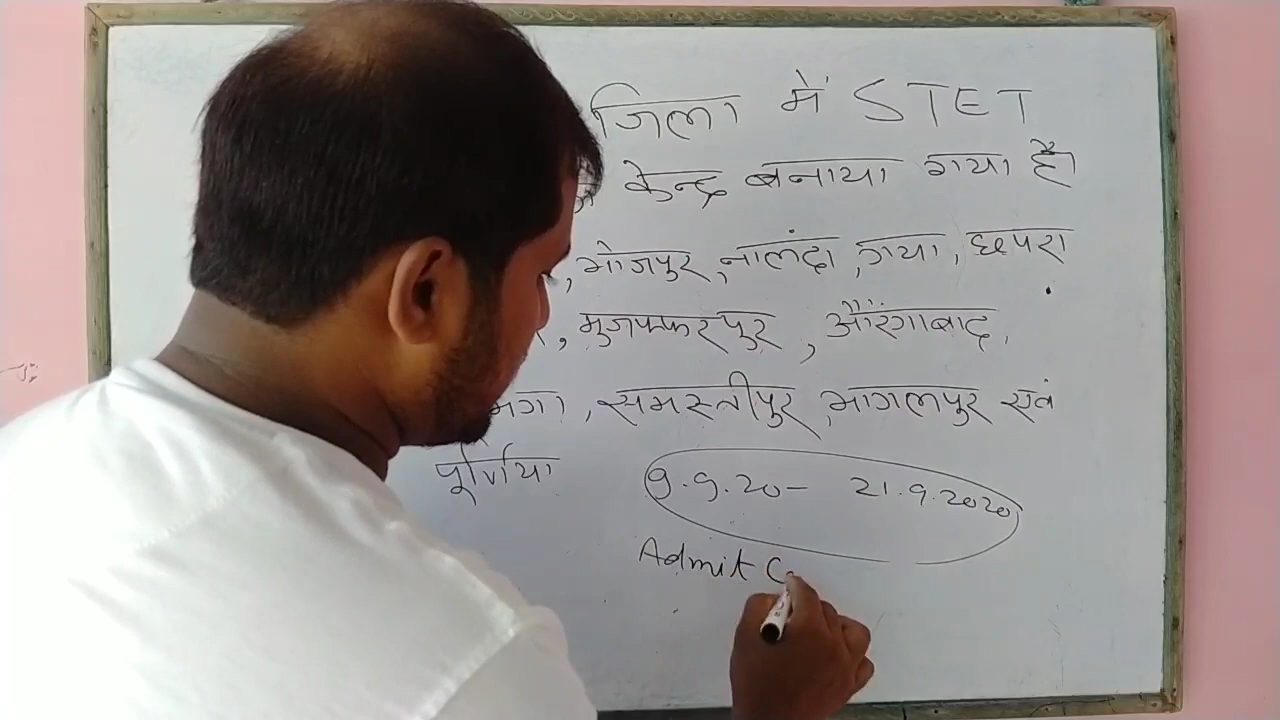 जिला में STET
केन्द्र बनाया गया है।
, भोजपुर, नालंदा, गया, छपरा
, मुजफ्फरपुर, औरंगाबाद,
, समस्तीपुर, भागलपुर एवं
पूर्णिया
9.9.20 - 21.9.2020
Admit C